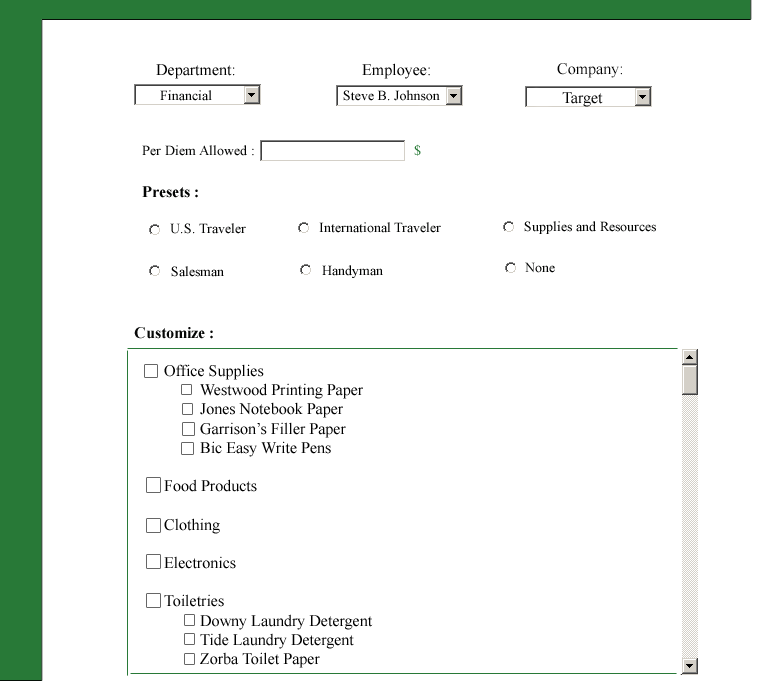 Department: Employee: Company:
Financial Steve B. Johnson Target
Per Diem Allowed : $
Presets :
U.S. Traveler International Traveler Supplies and Resources
Salesman Handyman None
Customize :
Office Supplies
Westwood Printing Paper
Jones Notebook Paper
Garrison's Filler Paper
Bic Easy Write Pens
Food Products
Clothing
Electronics
Toiletries
Downy Laundry Detergent
Tide Laundry Detergent
Zorba Toilet Paper